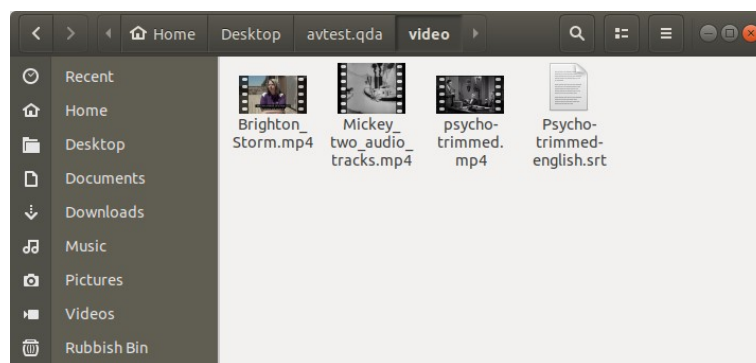 Home
Desktop
avtest.qda
video
Recent
Home
Desktop
Documents
Downloads
Music
Pictures
Videos
Rubbish Bin
Brighton_
Storm.mp4
Mickey_
two_audio_
tracks.mp4
psycho-
trimmed.
mp4
Psycho-
trimmed-
english.srt